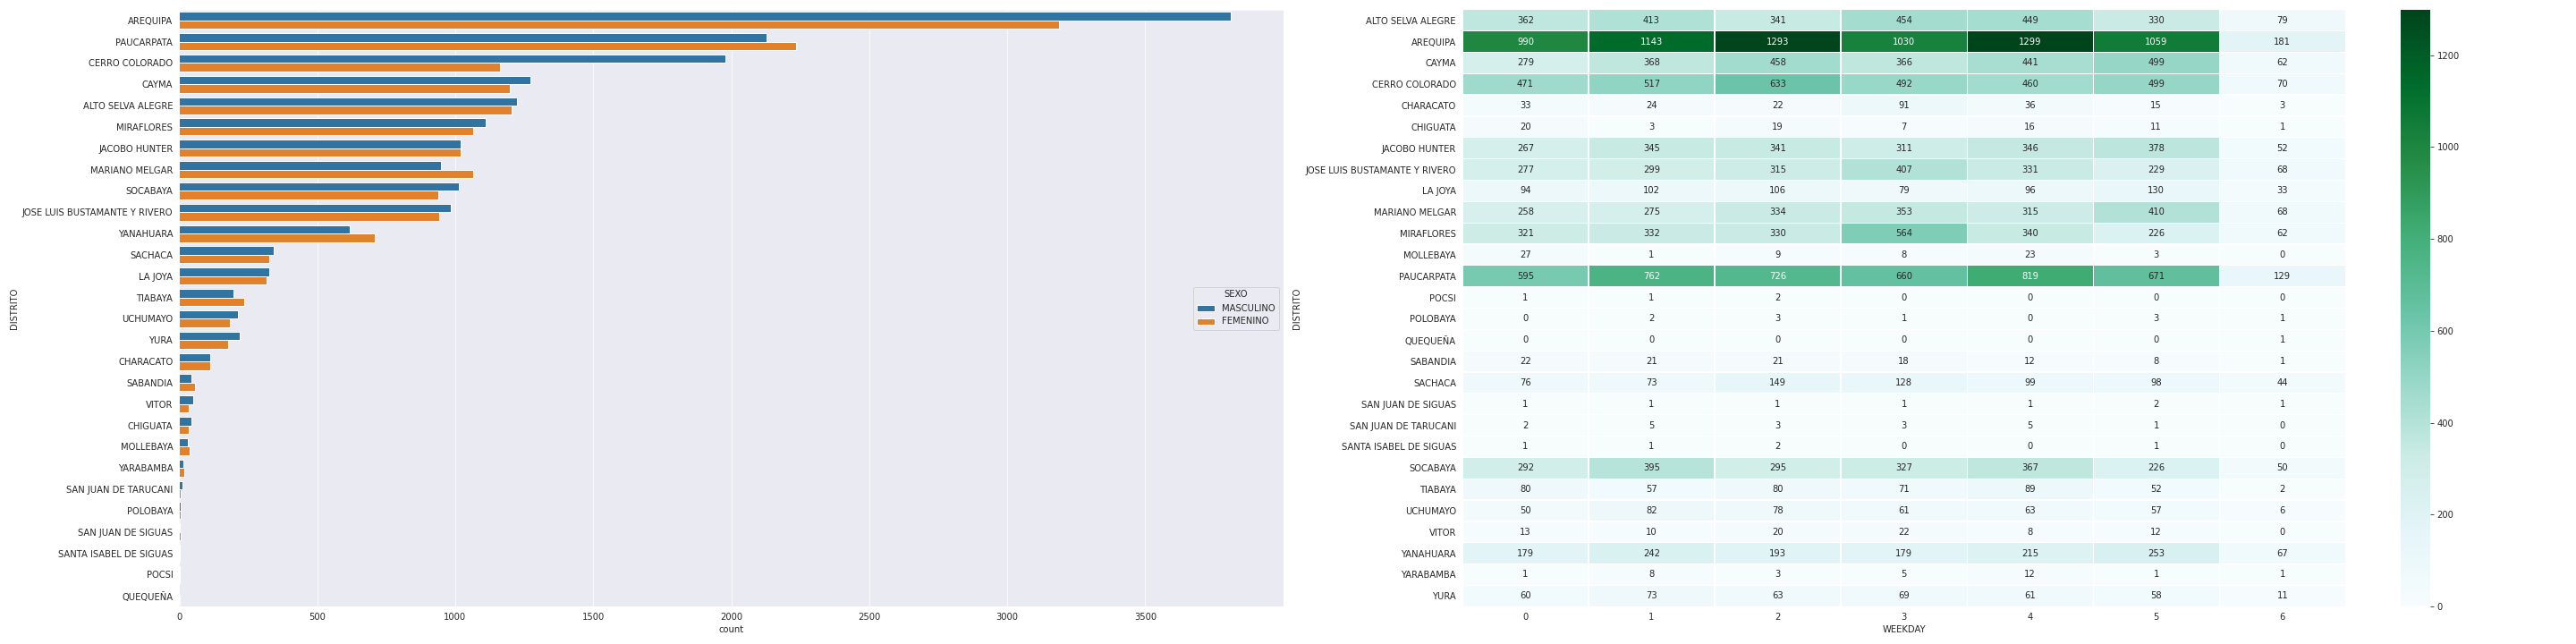 AREQUIPA
PAUCARPATA
CERRO COLORADO
CAYMA
ALTO SELVA ALEGRE
MIRAFLORES
JACOBO HUNTER
MARIANO MELGAR
SOCABAYA
JOSE LUIS BUSTAMANTE Y RIVERO
YANAHUARA
SACHACA
LA JOYA
TIABAYA
UCHUMAYO
YURA
CHARACATO
SABANDIA
VITOR
CHIGUATA
MOLLEBAYA
YARABAMBA
SAN JUAN DE TARUCANI
POLOBAYA
SAN JUAN DE SIGUAS
SANTA ISABEL DE SIGUAS
POCSI
QUEQUEÑA
DISTRITO
0 500 1000 1500 2000 2500 3000 3500
count
SEXO
MASCULINO
FEMENINO
DISTRITO
ALTO SELVA ALEGRE 362 413 341 454 449 330 79
AREQUIPA 990 1143 1293 1030 1299 1059 181
CAYMA 279 368 458 366 441 499 62
CERRO COLORADO 471 517 633 492 460 499 70
CHARACATO 33 24 22 91 36 15 3
CHIGUATA 20 3 19 7 16 11 1
JACOBO HUNTER 267 345 341 311 346 378 52
JOSE LUIS BUSTAMANTE Y RIVERO 277 299 315 407 331 229 68
LA JOYA 94 102 106 79 96 130 33
MARIANO MELGAR 258 275 334 353 315 410 68
MIRAFLORES 321 332 330 564 340 226 62
MOLLEBAYA 27 1 9 8 23 3 0
PAUCARPATA 595 762 726 660 819 671 129
POCSI 1 1 2 0 0 0 0
POLOBAYA 0 2 3 1 0 3 1
QUEQUEÑA 0 0 0 0 0 0 1
SABANDIA 22 21 21 18 12 8 1
SACHACA 76 73 149 128 99 98 44
SAN JUAN DE SIGUAS 1 1 1 1 1 2 1
SAN JUAN DE TARUCANI 2 5 3 3 5 1 0
SANTA ISABEL DE SIGUAS 1 1 2 0 0 1 0
SOCABAYA 292 395 295 327 367 226 50
TIABAYA 80 57 80 71 89 52 2
UCHUMAYO 50 82 78 61 63 57 6
VITOR 13 10 20 22 8 12 0
YANAHUARA 179 242 193 179 215 253 67
YARABAMBA 1 8 3 5 12 1 1
YURA 60 73 63 69 61 58 11
0 1 2 3 4 5 6
WEEKDAY
1200
1000
800
600
400
200
0